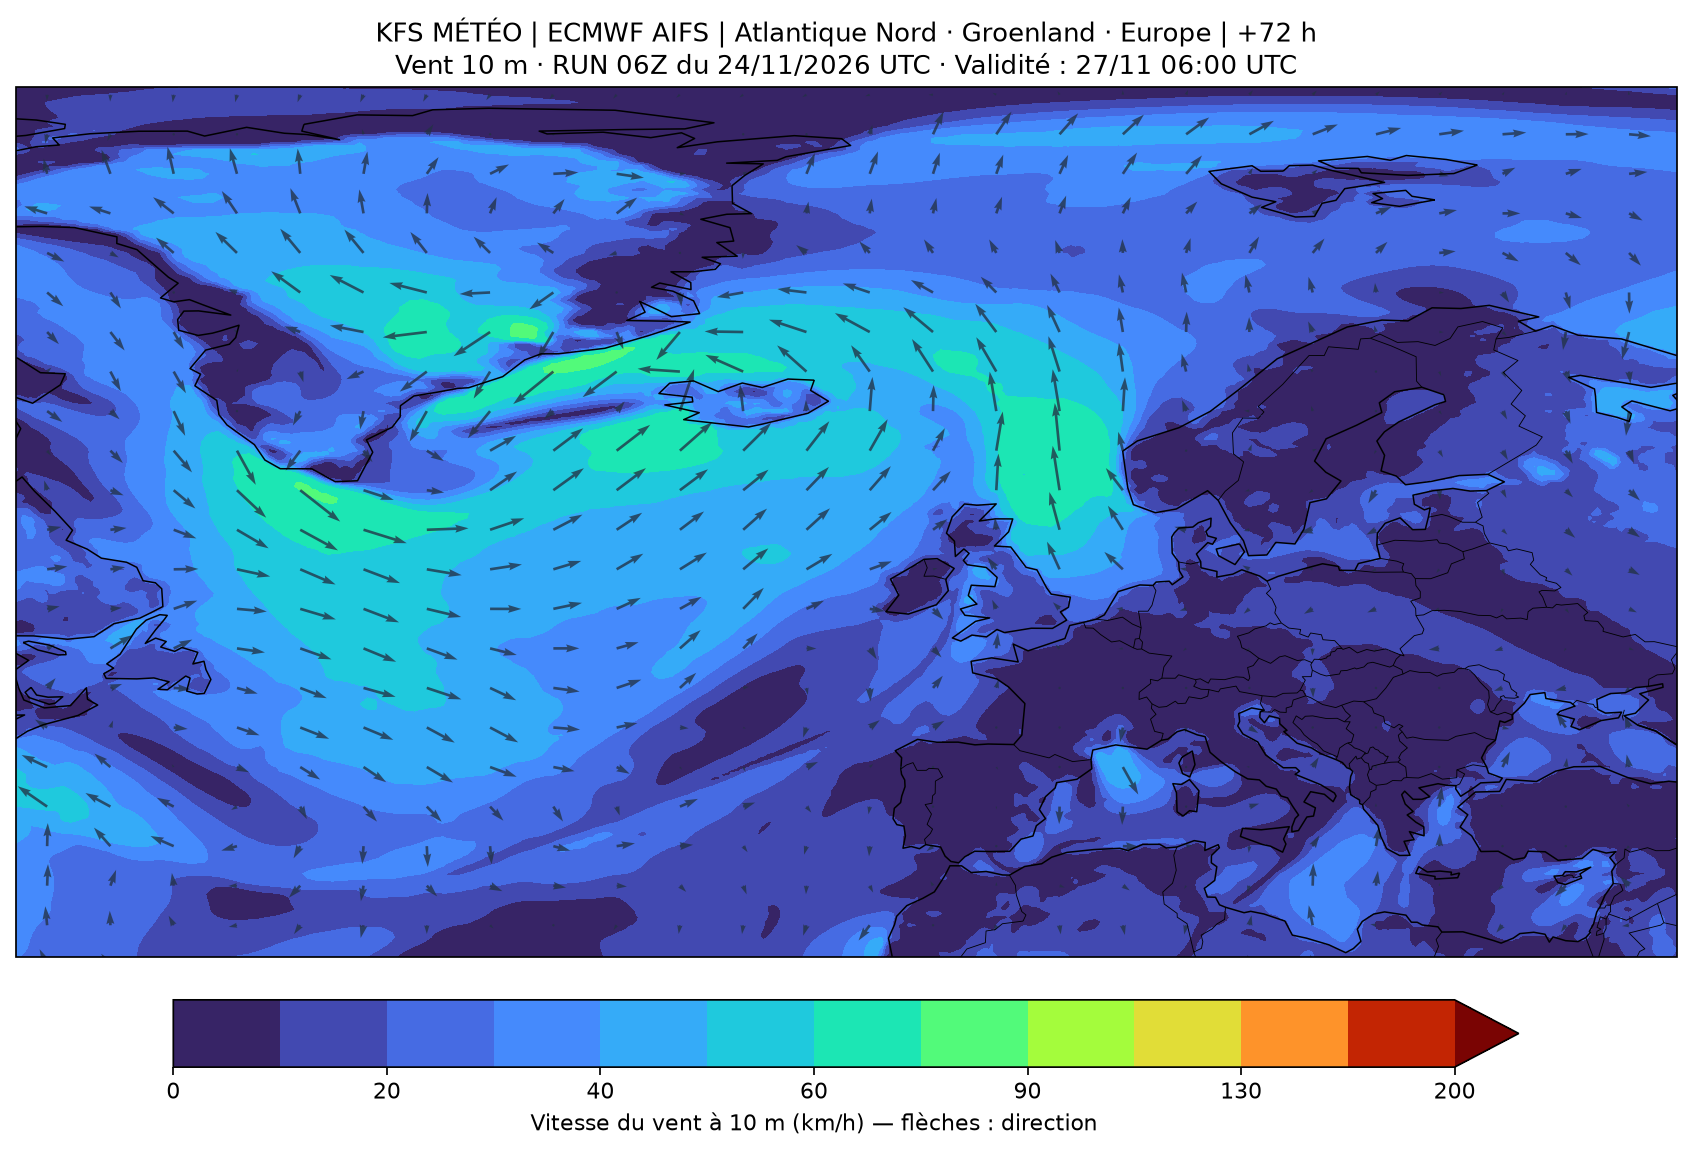 KFS MÉTÉO | ECMWF AIFS | Atlantique Nord · Groenland · Europe | +72 h
Vent 10 m · RUN 06Z du 24/11/2026 UTC · Validité : 27/11 06:00 UTC
0 20 40 60 90 130 200
Vitesse du vent à 10 m (km/h) — flèches : direction